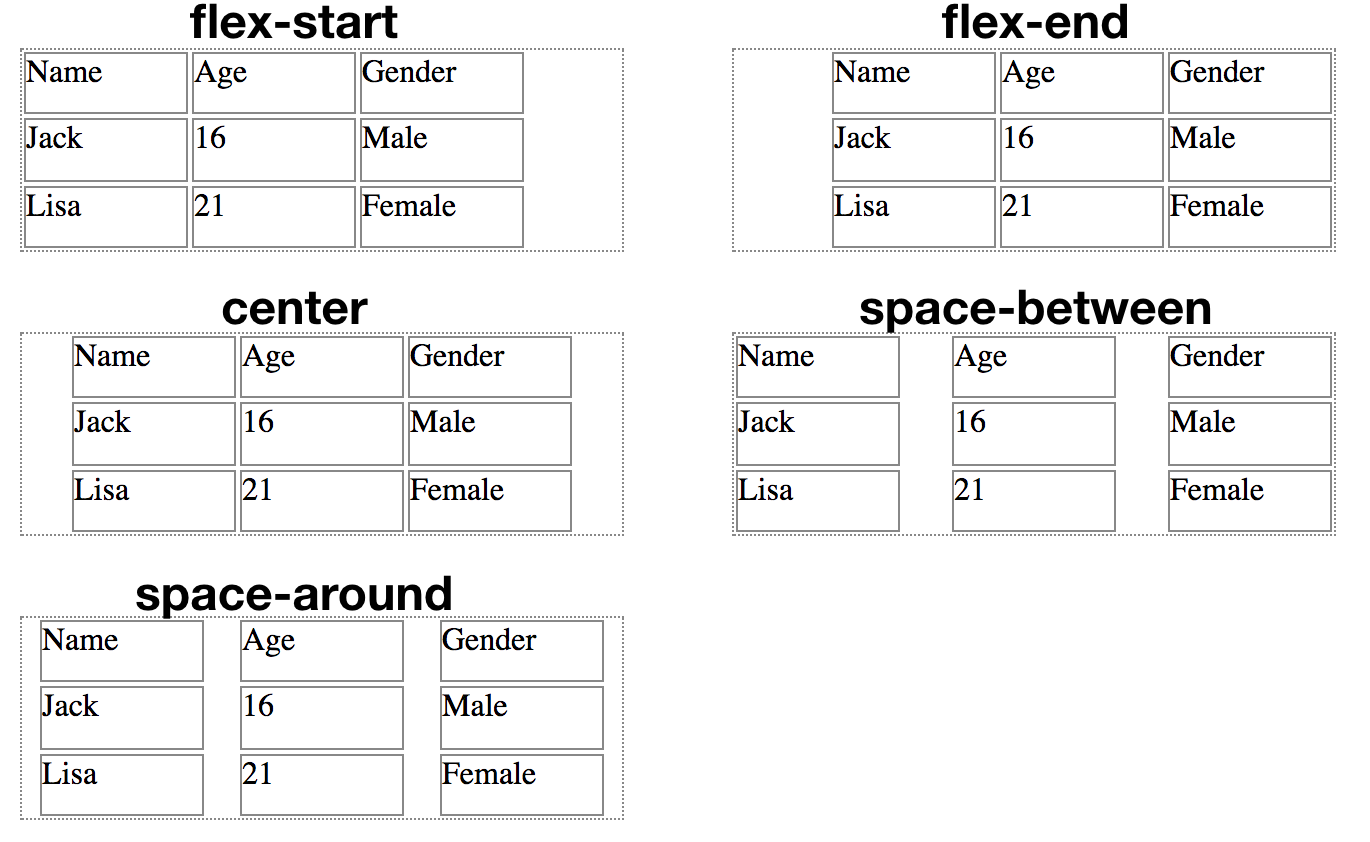 flex-start
Name Age Gender
Jack 16 Male
Lisa 21 Female
flex-end
Name Age Gender
Jack 16 Male
Lisa 21 Female
center
Name Age Gender
Jack 16 Male
Lisa 21 Female
space-between
Name Age Gender
Jack 16 Male
Lisa 21 Female
space-around
Name Age Gender
Jack 16 Male
Lisa 21 Female